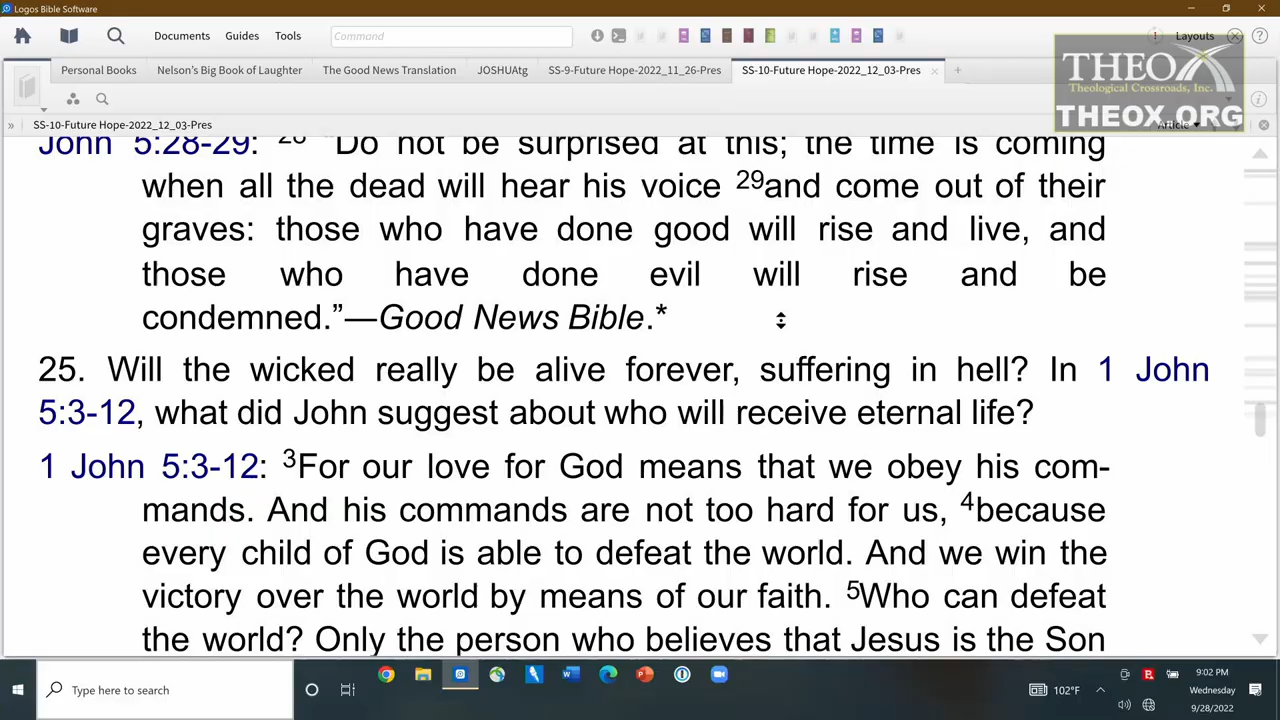 Logos Bible Software
Documents Guides Tools Command Layouts
THEOX
Theological Crossroads, Inc.
THEOX.ORG
Personal Books Nelson's Big Book of Laughter The Good News Translation JOSHUAtg SS-9-Future Hope-2022_11_26-Pres SS-10-Future Hope-2022_12_03-Pres
» SS-10-Future Hope-2022_12_03-Pres Article
John 5:28-29: 28 “Do not be surprised at this; the time is coming
when all the dead will hear his voice 29and come out of their
graves: those who have done good will rise and live, and
those who have done evil will rise and be
condemned.”—Good News Bible.*
25. Will the wicked really be alive forever, suffering in hell? In 1 John
5:3-12, what did John suggest about who will receive eternal life?
1 John 5:3-12: 3For our love for God means that we obey his com-
mands. And his commands are not too hard for us, 4because
every child of God is able to defeat the world. And we win the
victory over the world by means of our faith. 5Who can defeat
the world? Only the person who believes that Jesus is the Son
Type here to search
102°F
9:02 PM
Wednesday
9/28/2022